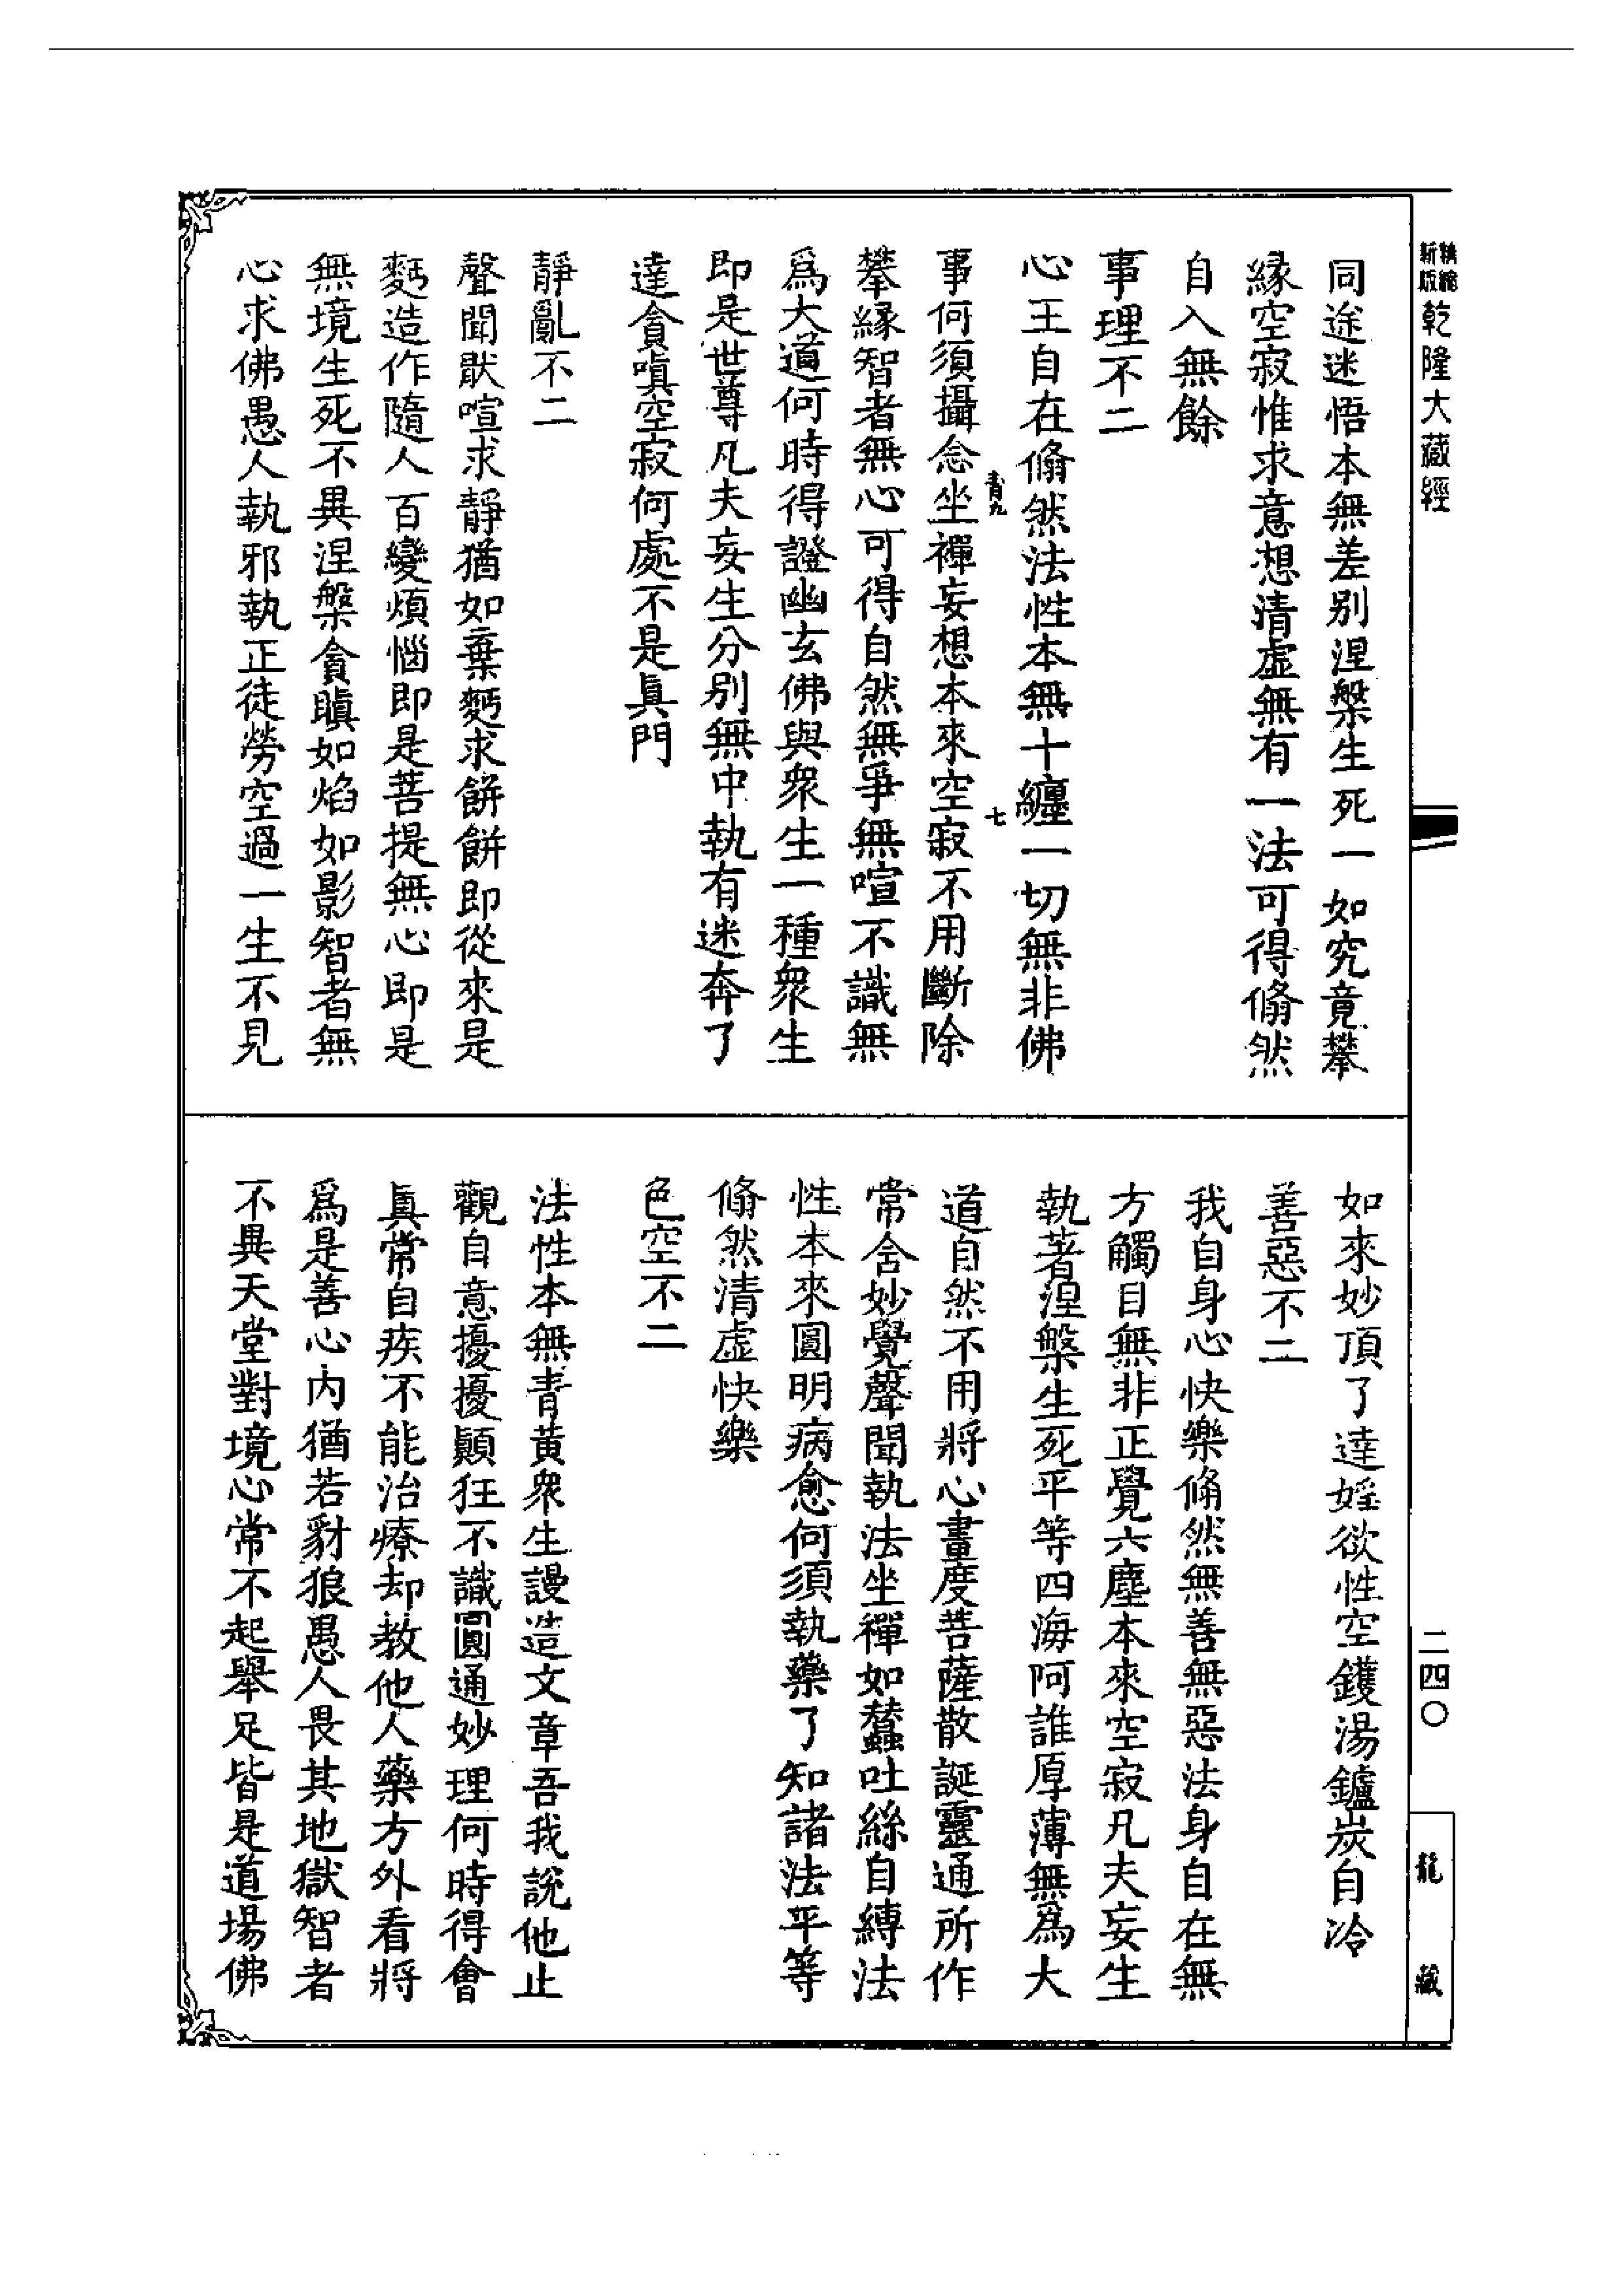 精縮新版乾隆大藏經
同途迷悟本無差別涅槃生死一如究竟攀
緣空寂惟求意想清虛無有一法可得翛然
自入無餘
事理不二
心王自在翛然法性本無十纏一切無非佛
青九　七
事何須攝念坐禪妄想本來空寂不用斷除
攀緣智者無心可得自然無爭無喧不識無
爲大道何時得證幽玄佛與衆生一種衆生
即是世尊凡夫妄生分別無中執有迷奔了
達貪嗔空寂何處不是真門
靜亂不二
聲聞猒喧求靜猶如棄麪求餅餅即從來是
麪造作隨人百變煩惱即是菩提無心即是
無境生死不異涅槃貪瞋如焰如影智者無
心求佛愚人執邪執正徒勞空過一生不見
如來妙頂了達婬欲性空鑊湯鑪炭自冷
善惡不二
我自身心快樂翛然無善無惡法身自在無
方觸目無非正覺六塵本來空寂凡夫妄生
執著涅槃生死平等四海阿誰厚薄無爲大
道自然不用將心畫度菩薩散誕靈通所作
常含妙覺聲聞執法坐禪如蠶吐絲自縛法
性本來圓明病愈何須執藥了知諸法平等
翛然清虛快樂
色空不二
法性本無青黃衆生謾造文章吾我說他止
觀自意擾擾顛狂不識圓通妙理何時得會
真常自疾不能治療却教他人藥方外看將
爲是善心內猶若豺狼愚人畏其地獄智者
不異天堂對境心常不起舉足皆是道場佛
二四〇
龍藏